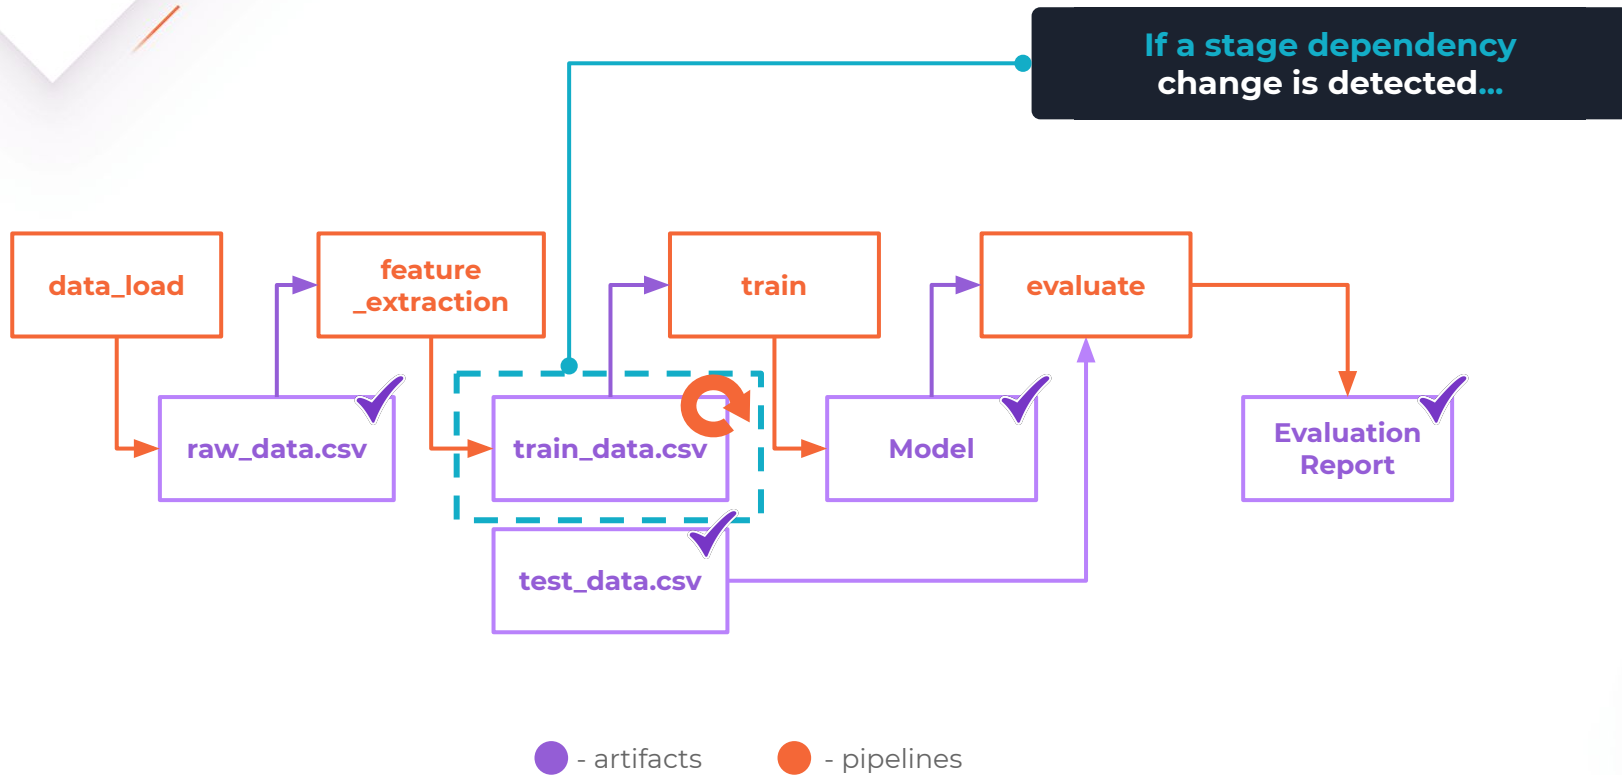 If a stage dependency
change is detected...
data_load
feature
_extraction
train
evaluate
raw_data.csv
train_data.csv
Model
Evaluation
Report
test_data.csv
- artifacts
- pipelines